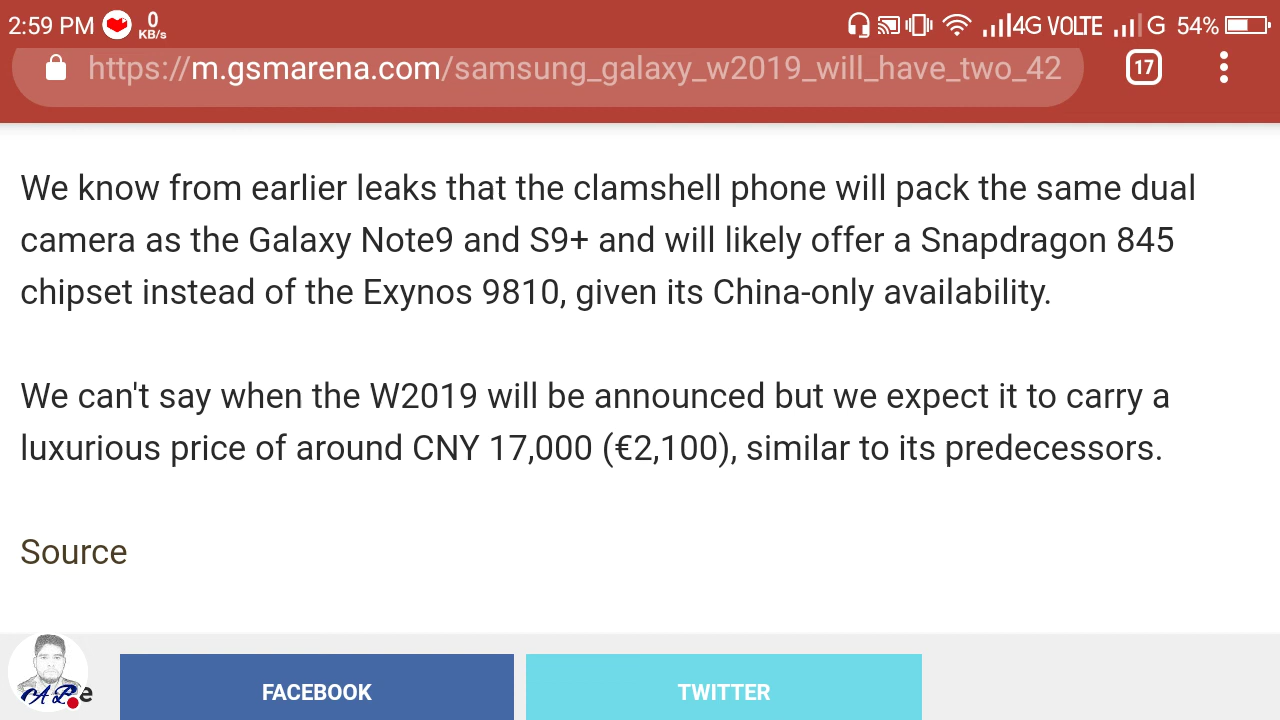 2:59 PM 0 KB/s 4G VOLTE G 54%
https://m.gsmarena.com/samsung_galaxy_w2019_will_have_two_42 17
We know from earlier leaks that the clamshell phone will pack the same dual
camera as the Galaxy Note9 and S9+ and will likely offer a Snapdragon 845
chipset instead of the Exynos 9810, given its China-only availability.
We can't say when the W2019 will be announced but we expect it to carry a
luxurious price of around CNY 17,000 (€2,100), similar to its predecessors.
Source
FACEBOOK TWITTER